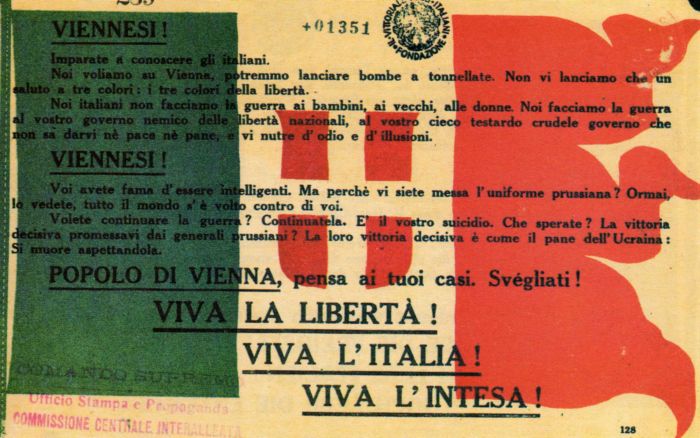 VIENNESI !
+01351
IL VITTORIALE DEGLI ITALIANI
FONDAZIONE
Imparate a conoscere gli italiani.
Noi voliamo su Vienna, potremmo lanciare bombe a tonnellate. Non vi lanciamo che un
saluto a tre colori : i tre colori della libertà.
Noi italiani non facciamo la guerra ai bambini, ai vecchi, alle donne. Noi facciamo la guerra
al vostro governo nemico delle libertà nazionali, al vostro cieco testardo crudele governo che
non sa darvi nè pace nè pane, e vi nutre d'odio e d'illusioni.
VIENNESI !
Voi avete fama d'essere intelligenti. Ma perchè vi siete messa l'uniforme prussiana ? Ormai,
lo vedete, tutto il mondo s'è volto contro di voi.
Volete continuare la guerra ? Continuatela. E' il vostro suicidio. Che sperate ? La vittoria
decisiva promessavi dai generali prussiani ? La loro vittoria decisiva è come il pane dell'Ucraina :
Si muore aspettandola.
POPOLO DI VIENNA, pensa ai tuoi casi. Svégliati !
VIVA LA LIBERTÀ !
VIVA L'ITALIA !
VIVA L'INTESA !
COMANDO SUPREMO
Ufficio Stampa e Propaganda
COMMISSIONE CENTRALE INTERALLEATA
128